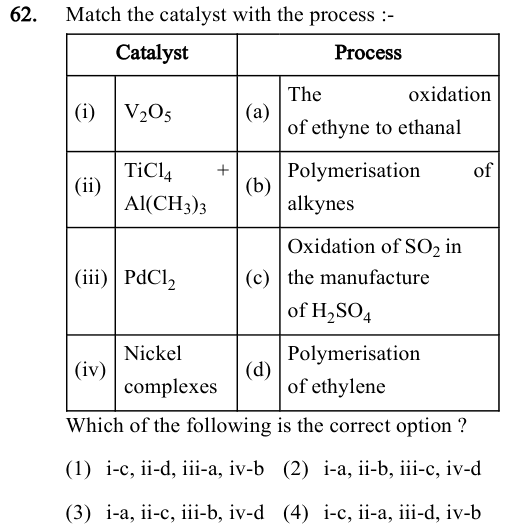 62. Match the catalyst with the process :-
Catalyst Process
(i) V₂O₅ (a) The oxidation
of ethyne to ethanal
(ii) TiCl₄ + (b) Polymerisation of
Al(CH₃)₃ alkynes
(iii) PdCl₂ (c) Oxidation of SO₂ in
the manufacture
of H₂SO₄
(iv) Nickel (d) Polymerisation
complexes of ethylene
Which of the following is the correct option ?
(1) i-c, ii-d, iii-a, iv-b (2) i-a, ii-b, iii-c, iv-d
(3) i-a, ii-c, iii-b, iv-d (4) i-c, ii-a, iii-d, iv-b